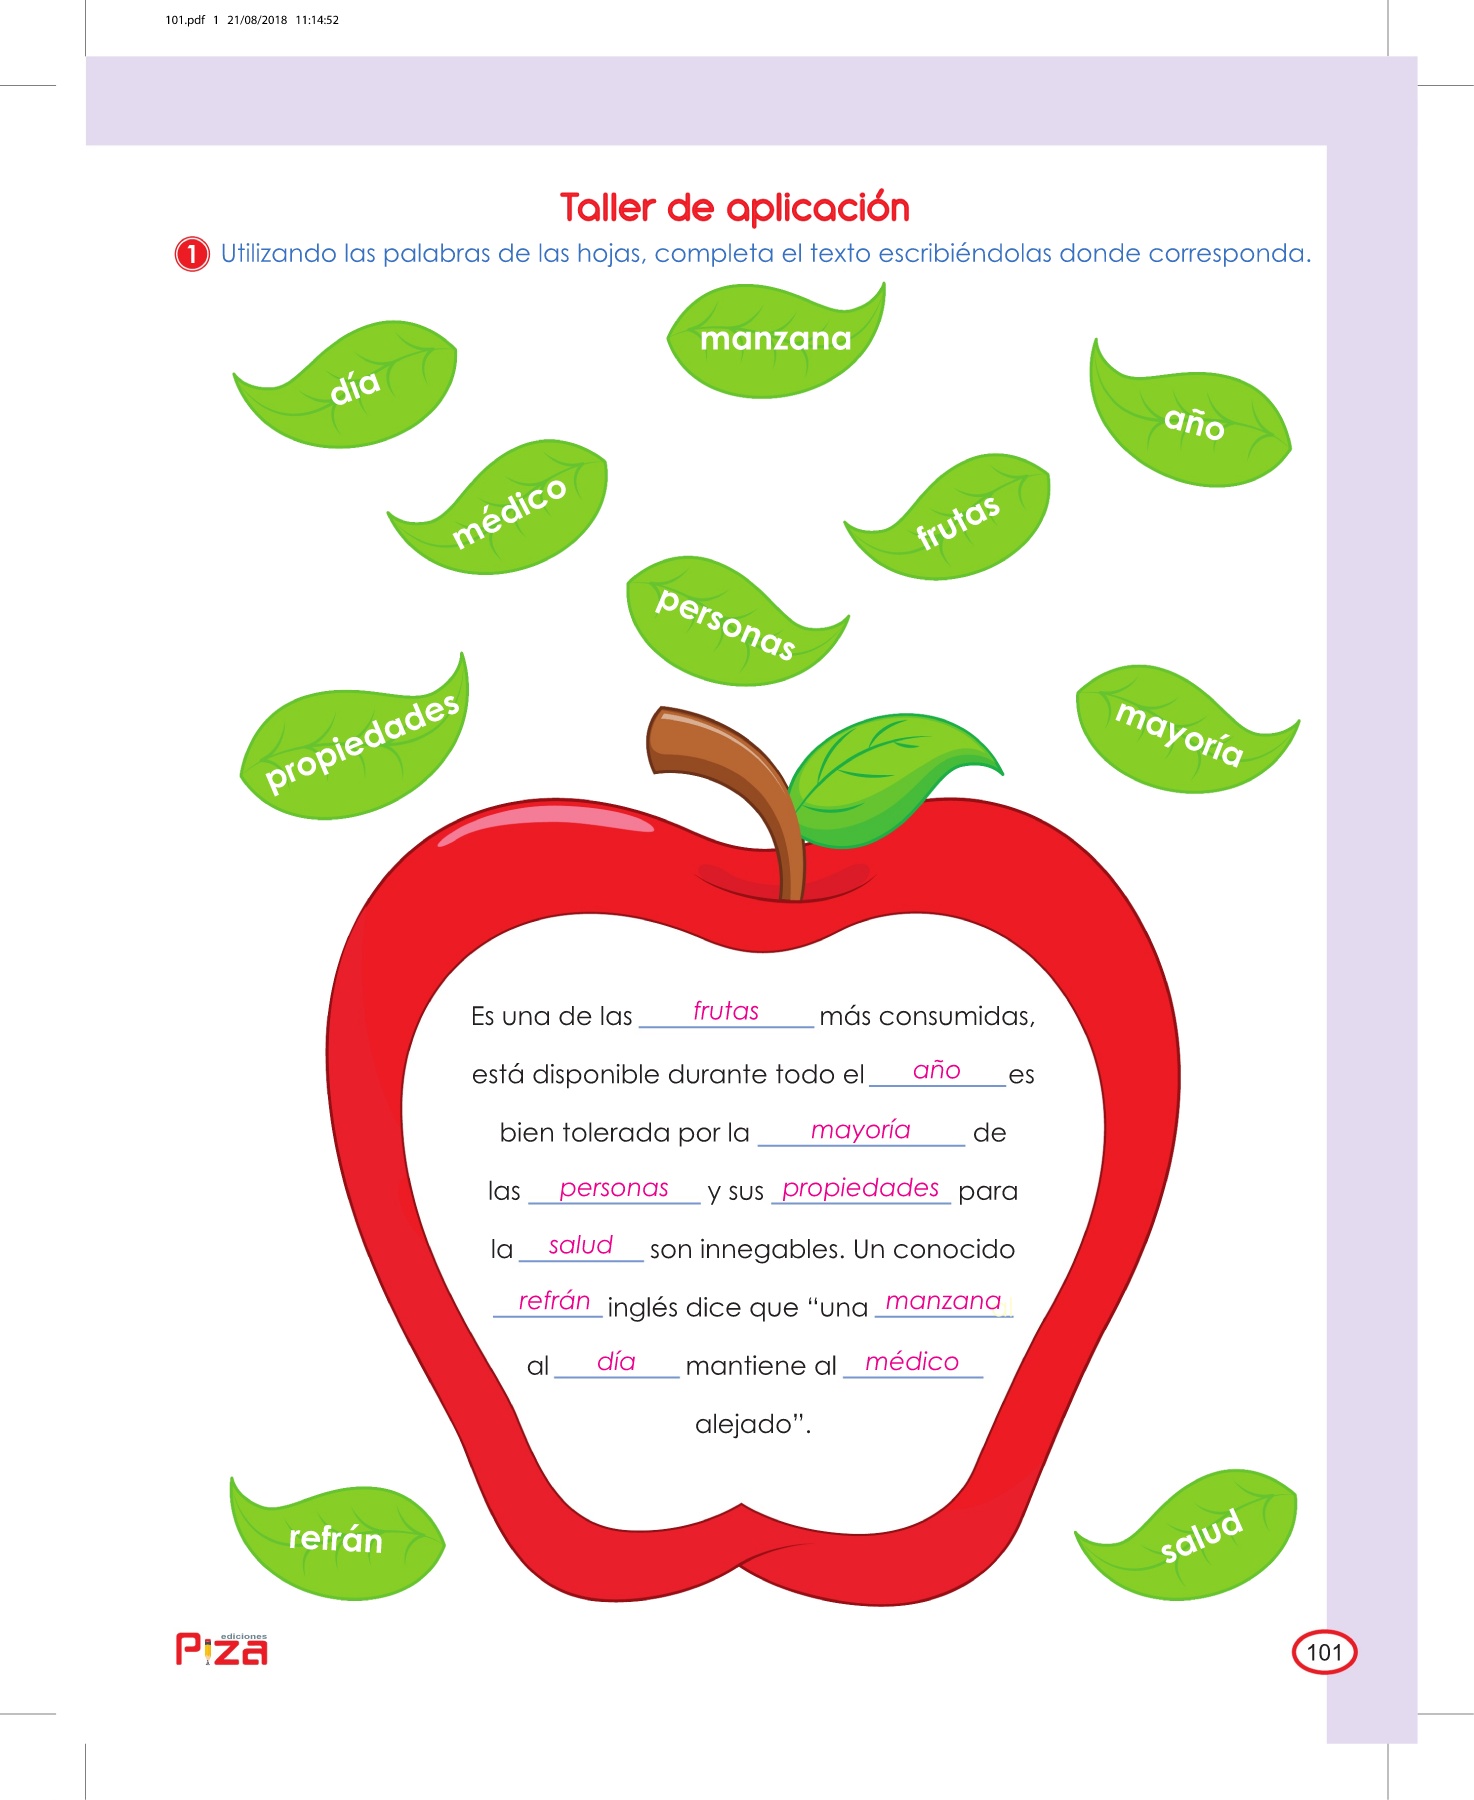 101.pdf 1 21/08/2018 11:14:52
Taller de aplicación
1 Utilizando las palabras de las hojas, completa el texto escribiéndolas donde corresponda.
manzana
día
año
médico
frutas
personas
propiedades
mayoría
Es una de las frutas más consumidas,
está disponible durante todo el año es
bien tolerada por la mayoría de
las personas y sus propiedades para
la salud son innegables. Un conocido
refrán inglés dice que “una manzana
al día mantiene al médico
alejado”.
refrán
salud
ediciones
Piza
101